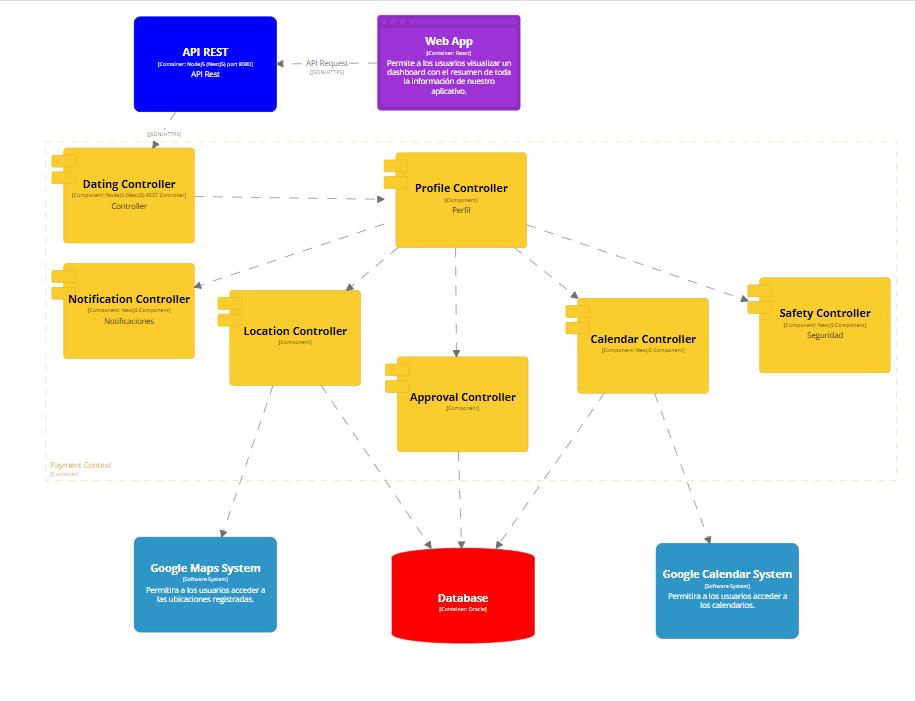 API REST
[Container: NodeJS (NestJS) port 8080]
API Rest
Web App
[Container: React]
Permite a los usuarios visualizar un
dashboard con el resumen de toda
la información de nuestro
aplicativo.
API Request
[JSON/HTTPS]
[JSON/HTTPS]
Dating Controller
[Component: NodeJS (NestJS) REST Controller]
Controller
Profile Controller
[Component]
Perfil
Notification Controller
[Component: NestJS Component]
Notificaciones
Location Controller
[Component]
Approval Controller
[Component]
Calendar Controller
[Component: NestJS Component]
Safety Controller
[Component: NestJS Component]
Seguridad
Payment Context
[Container]
Google Maps System
[Software System]
Permitira a los usuarios acceder a
las ubicaciones registradas.
Database
[Container: Oracle]
Google Calendar System
[Software System]
Permitira a los usuarios acceder a
los calendarios.